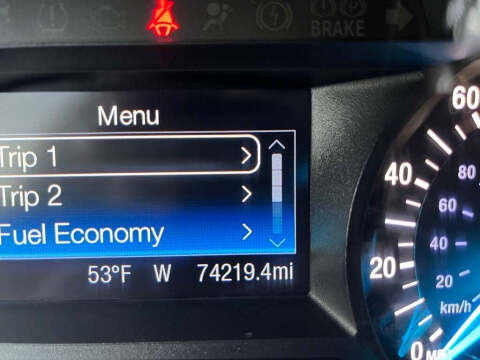 BRAKE
Menu
Trip 1
Trip 2
Fuel Economy
53°F W 74219.4mi
60
40
20
0
80
60
40
20
km/h